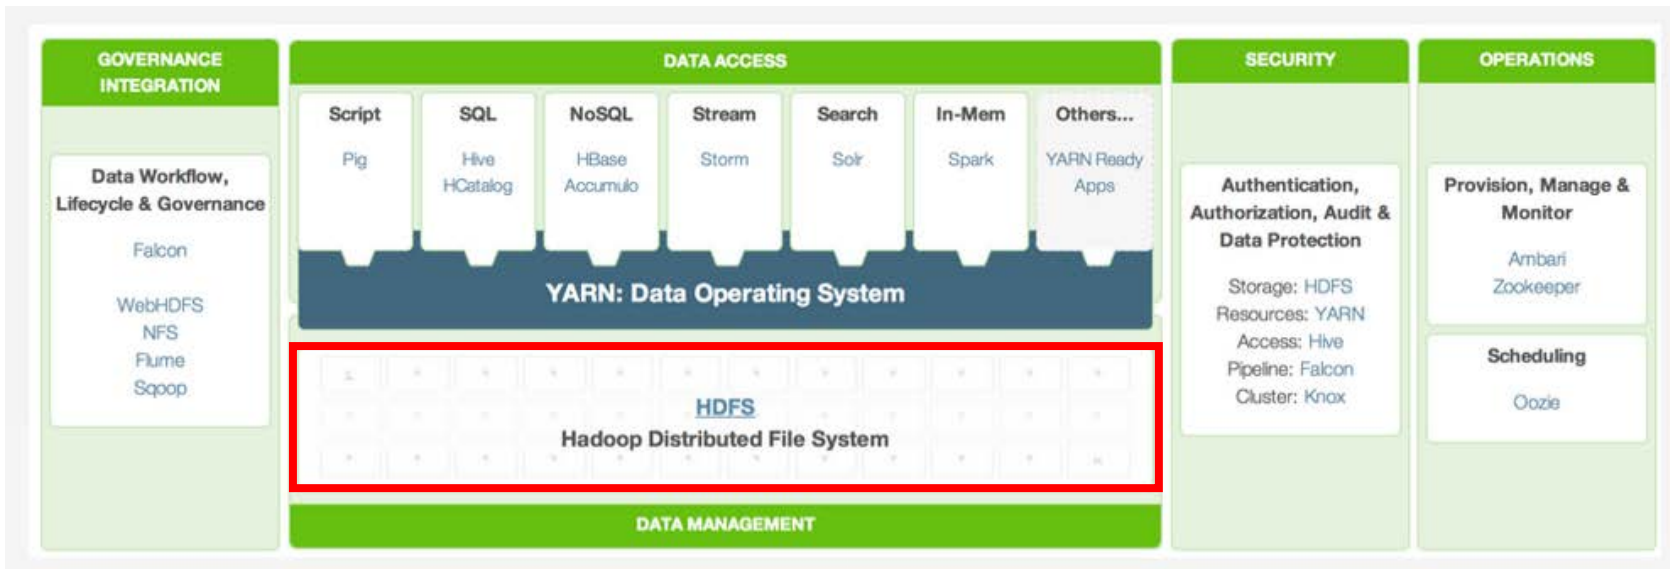 GOVERNANCE
INTEGRATION
Data Workflow,
Lifecycle & Governance
Falcon
WebHDFS
NFS
Flume
Sqoop
DATA ACCESS
Script
Pig
SQL
Hive
HCatalog
NoSQL
HBase
Accumulo
Stream
Storm
Search
Solr
In-Mem
Spark
Others...
YARN Ready
Apps
YARN: Data Operating System
HDFS
Hadoop Distributed File System
DATA MANAGEMENT
SECURITY
Authentication,
Authorization, Audit &
Data Protection
Storage: HDFS
Resources: YARN
Access: Hive
Pipeline: Falcon
Cluster: Knox
OPERATIONS
Provision, Manage &
Monitor
Ambari
Zookeeper
Scheduling
Oozie